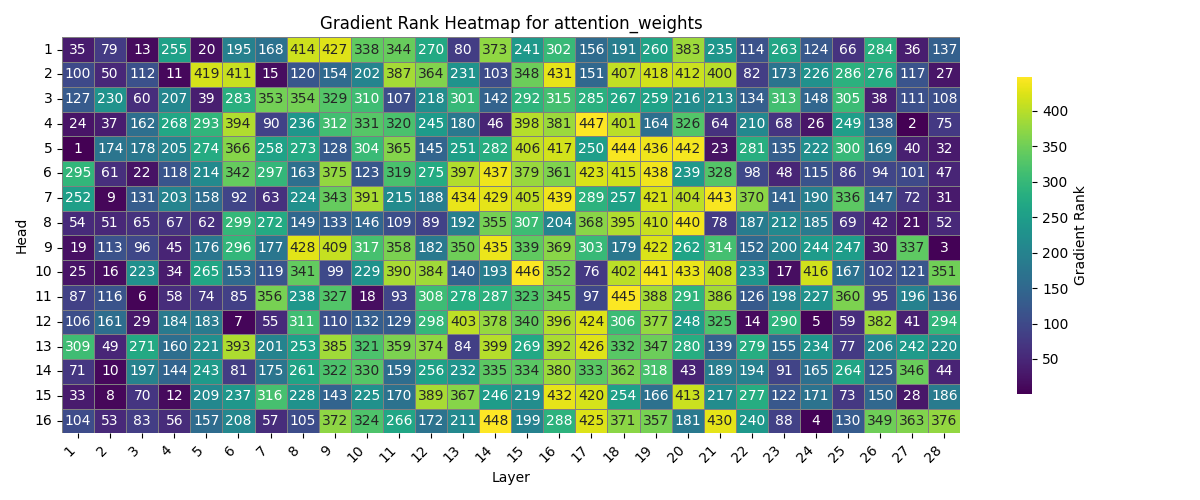 Gradient Rank Heatmap for attention_weights
1 35 79 13 255 20 195 168 414 427 338 344 270 80 373 241 302 156 191 260 383 235 114 263 124 66 284 36 137
2 100 50 112 11 419 411 15 120 154 202 387 364 231 103 348 431 151 407 418 412 400 82 173 226 286 276 117 27
3 127 230 60 207 39 283 353 354 329 310 107 218 301 142 292 315 285 267 259 216 213 134 313 148 305 38 111 108
4 24 37 162 268 293 394 90 236 312 331 320 245 180 46 398 381 447 401 164 326 64 210 68 26 249 138 2 75
5 1 174 178 205 274 366 258 273 128 304 365 145 251 282 406 417 250 444 436 442 23 281 135 222 300 169 40 32
6 295 61 22 118 214 342 297 163 375 123 319 275 397 437 379 361 423 415 438 239 328 98 48 115 86 94 101 47
7 252 9 131 203 158 92 63 224 343 391 215 188 434 429 405 439 289 257 421 404 443 370 141 190 336 147 72 31
8 54 51 65 67 62 299 272 149 133 146 109 89 192 355 307 204 368 395 410 440 78 187 212 185 69 42 21 52
9 19 113 96 45 176 296 177 428 409 317 358 182 350 435 339 369 303 179 422 262 314 152 200 244 247 30 337 3
10 25 16 223 34 265 153 119 341 99 229 390 384 140 193 446 352 76 402 441 433 408 233 17 416 167 102 121 351
11 87 116 6 58 74 85 356 238 327 18 93 308 278 287 323 345 97 445 388 291 386 126 198 227 360 95 196 136
12 106 161 29 184 183 7 55 311 110 132 129 298 403 378 340 396 424 306 377 248 325 14 290 5 59 382 41 294
13 309 49 271 160 221 393 201 253 385 321 359 374 84 399 269 392 426 332 347 280 139 279 155 234 77 206 242 220
14 71 10 197 144 243 81 175 261 322 330 159 256 232 335 334 380 333 362 318 43 189 194 91 165 264 125 346 44
15 33 8 70 12 209 237 316 228 143 225 170 389 367 246 219 432 420 254 166 413 217 277 122 171 73 150 28 186
16 104 53 83 56 157 208 57 105 372 324 266 172 211 448 199 288 425 371 357 181 430 240 88 4 130 349 363 376
1 2 3 4 5 6 7 8 9 10 11 12 13 14 15 16 17 18 19 20 21 22 23 24 25 26 27 28
Layer
Head
400
350
300
250
200
150
100
50
Gradient Rank